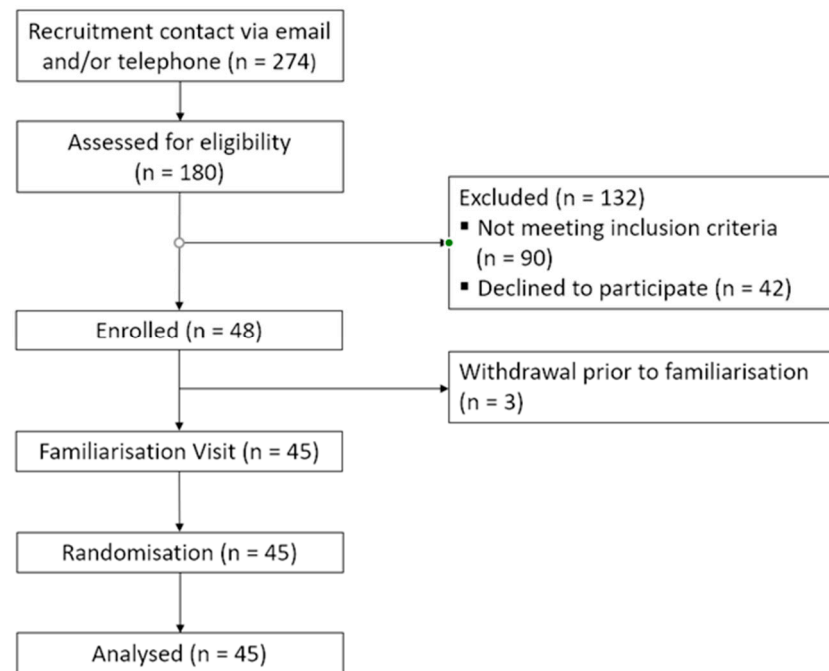 Recruitment contact via email
and/or telephone (n = 274)
Assessed for eligibility
(n = 180)
Excluded (n = 132)
▪ Not meeting inclusion criteria
(n = 90)
▪ Declined to participate (n = 42)
Enrolled (n = 48)
Withdrawal prior to familiarisation
(n = 3)
Familiarisation Visit (n = 45)
Randomisation (n = 45)
Analysed (n = 45)